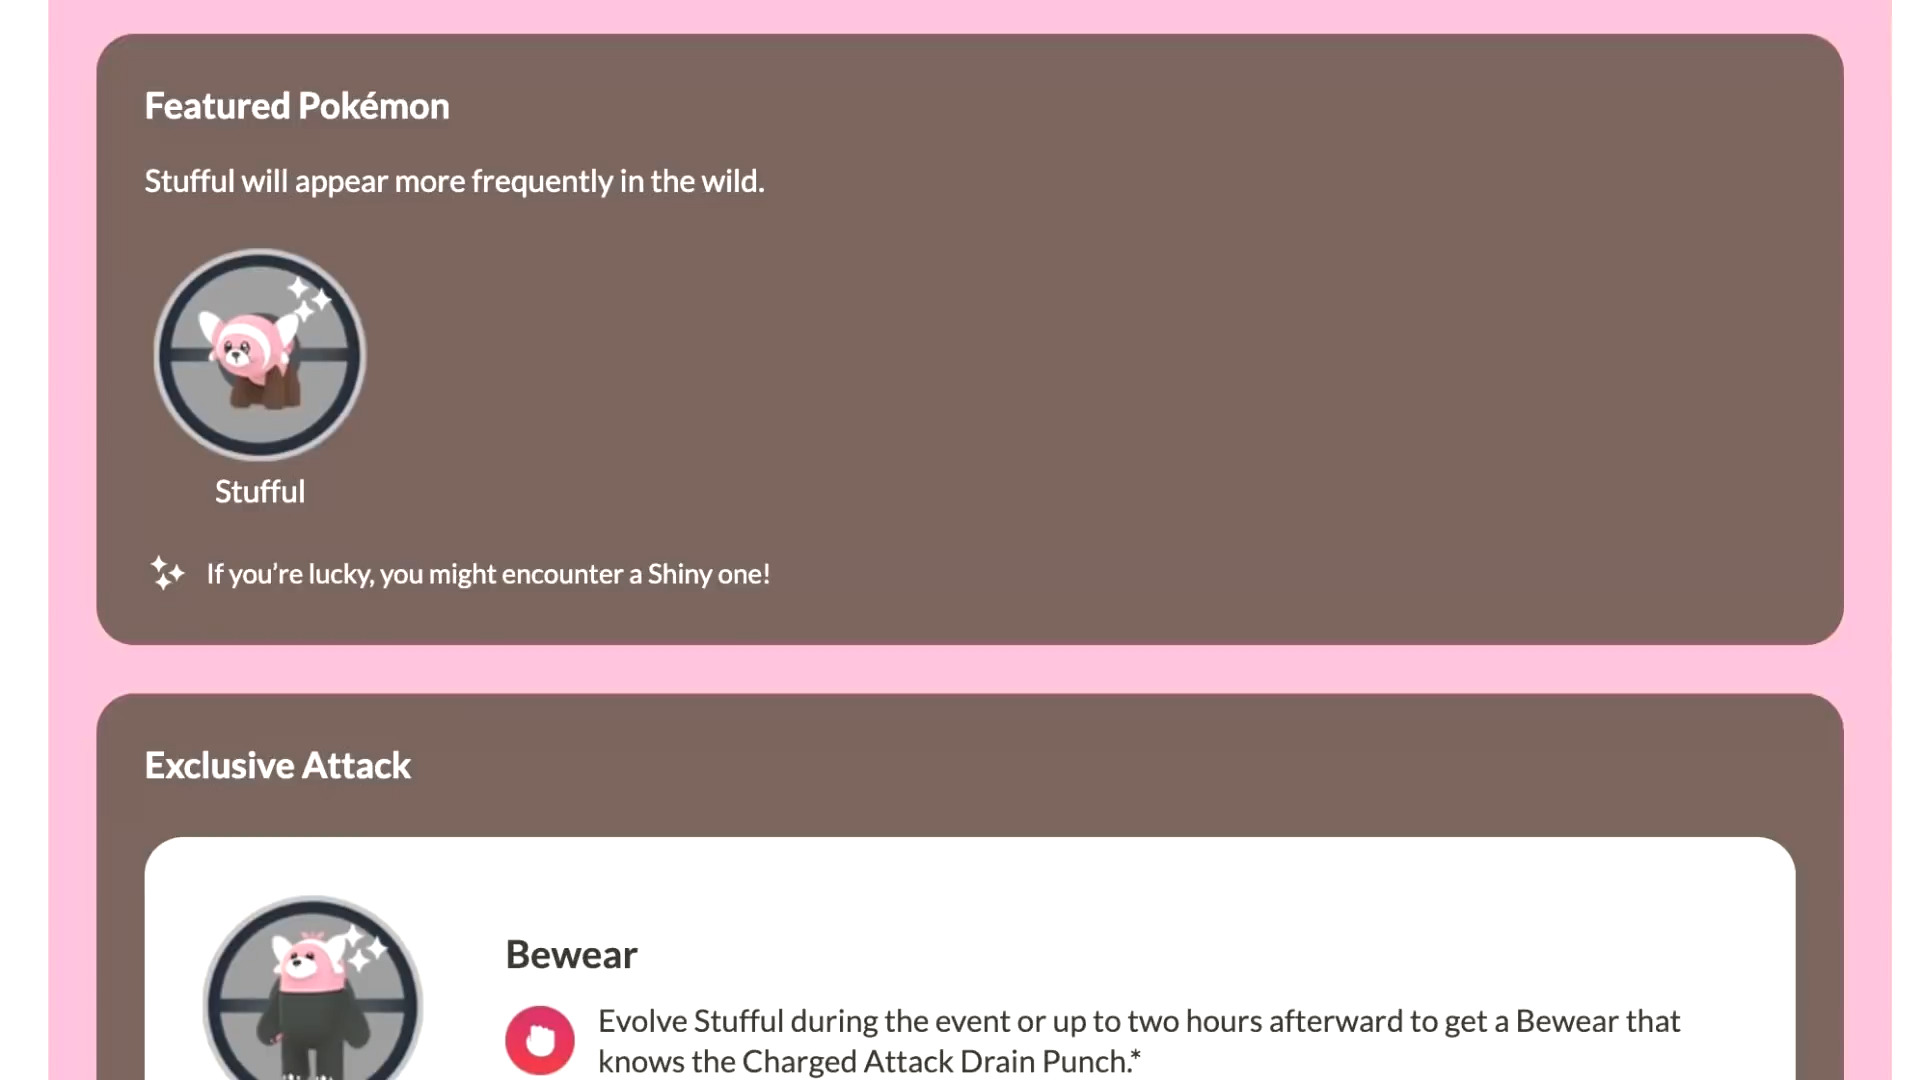 Featured Pokémon
Stufful will appear more frequently in the wild.
Stufful
If you’re lucky, you might encounter a Shiny one!
Exclusive Attack
Bewear
Evolve Stufful during the event or up to two hours afterward to get a Bewear that
knows the Charged Attack Drain Punch.*